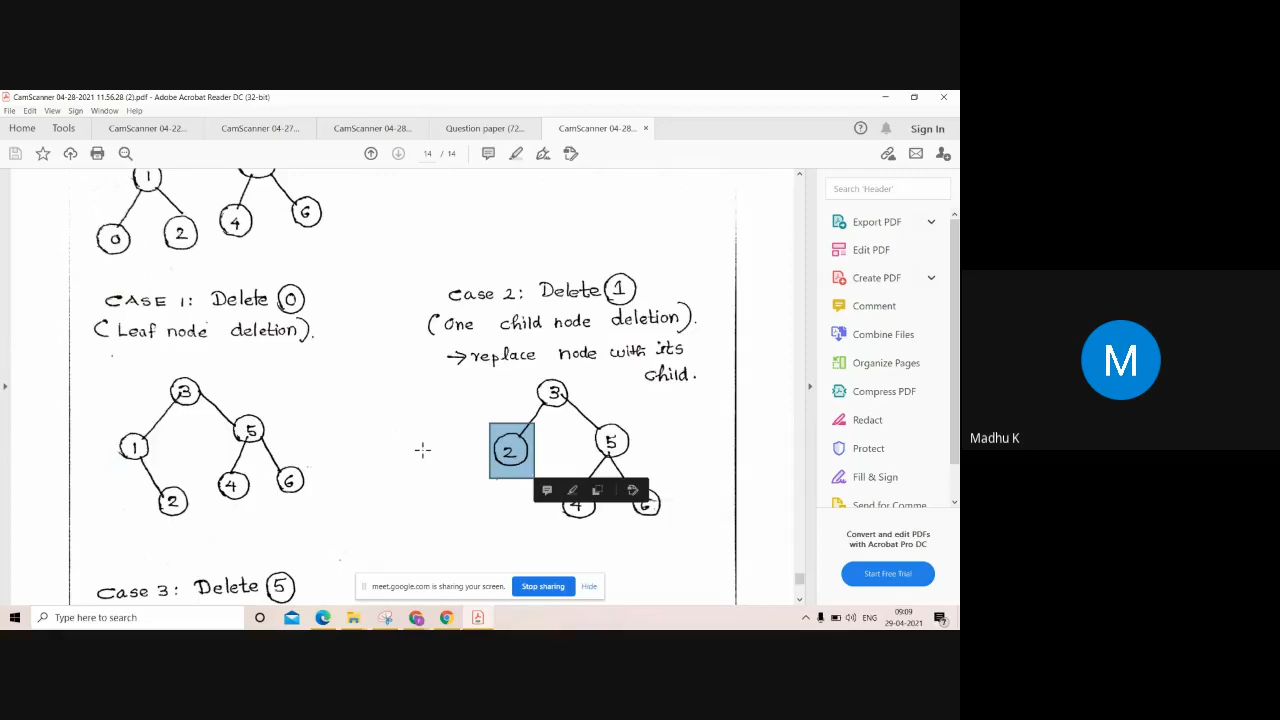 CamScanner 04-28-2021 11.56.28 (2).pdf - Adobe Acrobat Reader DC (32-bit)
File Edit View Sign Window Help
Home Tools CamScanner 04-22... CamScanner 04-27... CamScanner 04-28... Question paper (72... CamScanner 04-28... × Sign In
14 / 14
Search 'Header'
Export PDF
Edit PDF
Create PDF
Comment
Combine Files
Organize Pages
Compress PDF
Redact
Protect
Fill & Sign
Send for Comme
Convert and edit PDFs
with Acrobat Pro DC
Start Free Trial
1
4 6
0 2
CASE 1: Delete 0
(Leaf node deletion).
3
5
1
4 6
2
Case 2: Delete 1
(One child node deletion).
→ replace node with its
child.
3
5
2
4 6
Case 3: Delete 5
meet.google.com is sharing your screen. Stop sharing Hide
Type here to search
ENG
09:09
29-04-2021
7
M
Madhu K